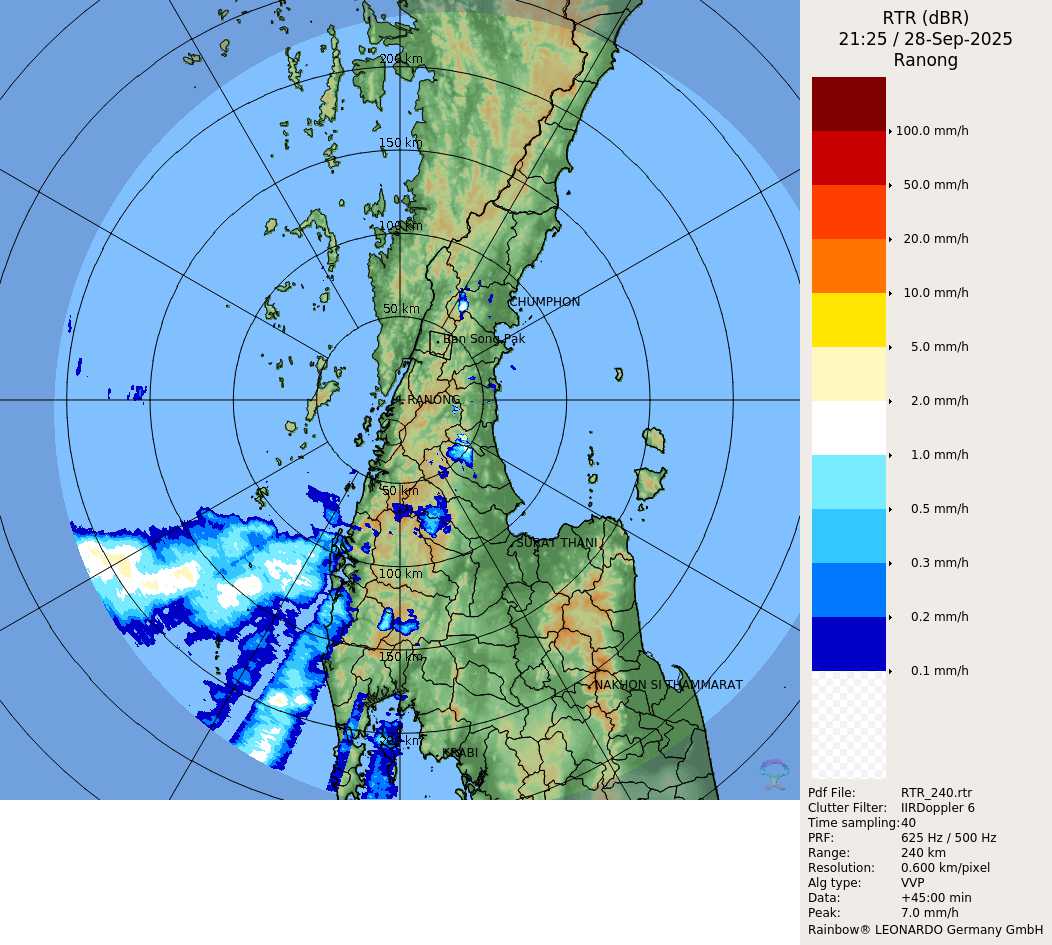 RTR (dBR)
21:25 / 28-Sep-2025
Ranong
200 km
150 km
100 km
50 km
CHUMPHON
Ban Song Pak
RANONG
50 km
SURAT THANI
100 km
150 km
NAKHON SI THAMMARAT
200 km
KRABI
100.0 mm/h
50.0 mm/h
20.0 mm/h
10.0 mm/h
5.0 mm/h
2.0 mm/h
1.0 mm/h
0.5 mm/h
0.3 mm/h
0.2 mm/h
0.1 mm/h
Pdf File: RTR_240.rtr
Clutter Filter: IIRDoppler 6
Time sampling:40
PRF: 625 Hz / 500 Hz
Range: 240 km
Resolution: 0.600 km/pixel
Alg type: VVP
Data: +45:00 min
Peak: 7.0 mm/h
Rainbow® LEONARDO Germany GmbH